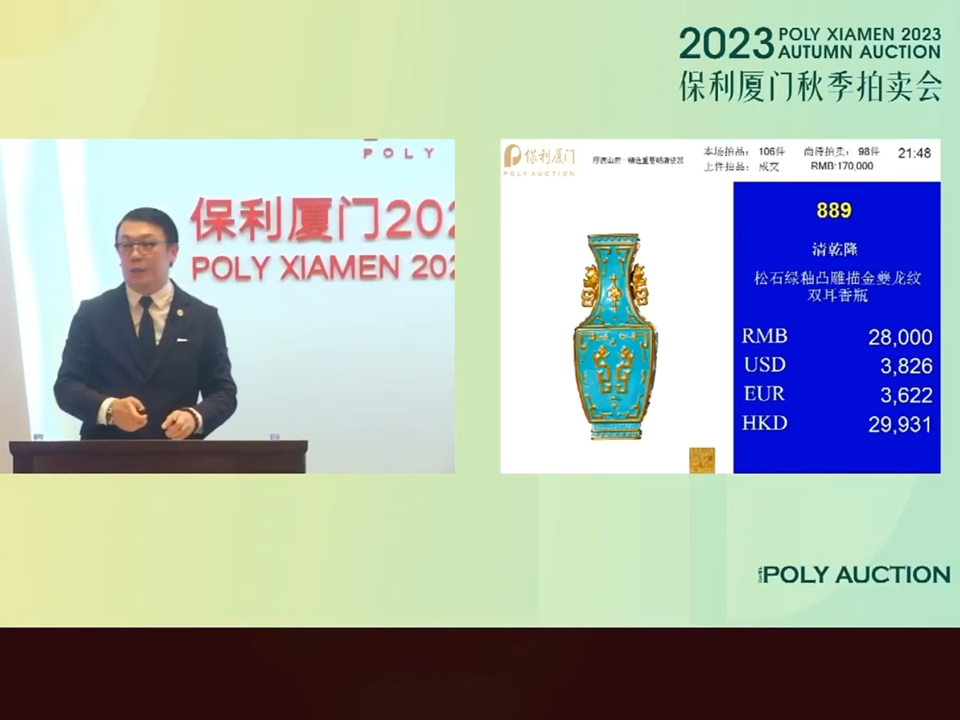 2023 POLY XIAMEN 2023
AUTUMN AUCTION
保利厦门秋季拍卖会
POLY
保利厦门202
POLY XIAMEN 202
保利厦门
POLY AUCTION
本场拍品： 106件
尚待拍卖： 98件
21:48
上件拍品： 成交
RMB:170,000
889
清乾隆
松石绿釉凸雕描金夔龙纹
双耳香瓶
RMB 28,000
USD 3,826
EUR 3,622
HKD 29,931
POLY AUCTION